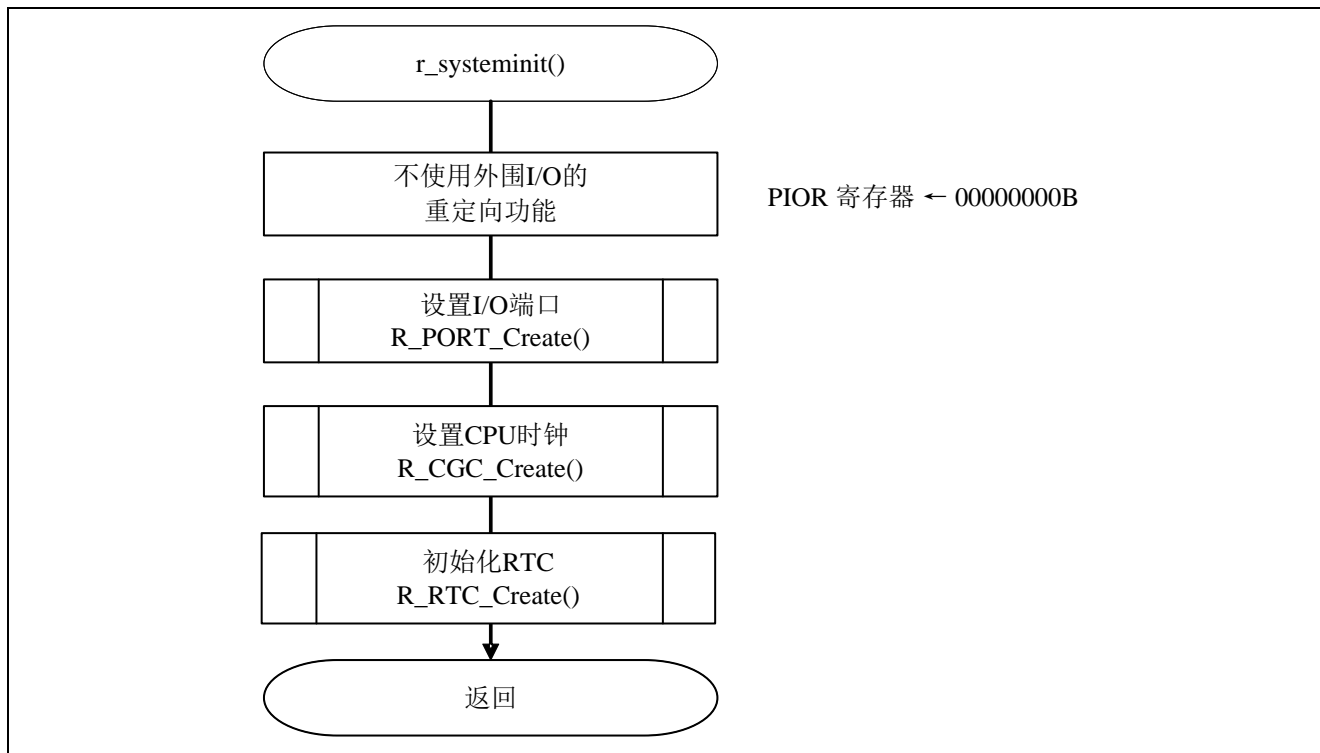 r_systeminit()
不使用外围I/O的
重定向功能
PIOR 寄存器 ← 00000000B
设置I/O端口
R_PORT_Create()
设置CPU时钟
R_CGC_Create()
初始化RTC
R_RTC_Create()
返回